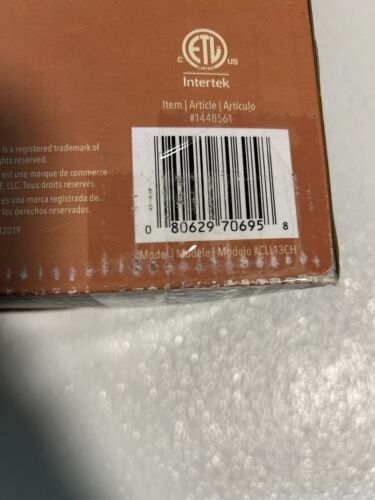 C ETL US
LISTED
Intertek
Item | Article | Artículo
#1448561
is a registered trademark of
ghts reserved.
est une marque de commerce
F, LLC. Tous droits réservés.
es una marca registrada de
los derechos reservados.
2019
0 80629 70695 8
Model | Modèle | Modelo #CLL13CH